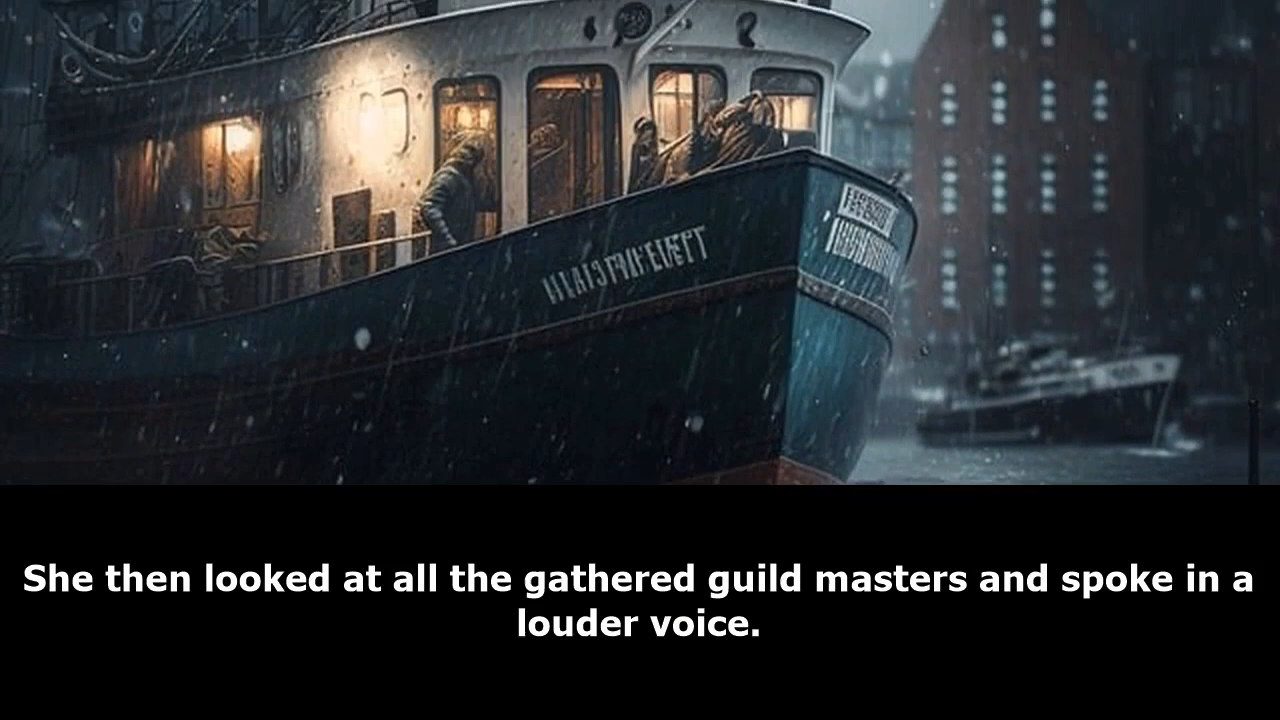 She then looked at all the gathered guild masters and spoke in a
louder voice.